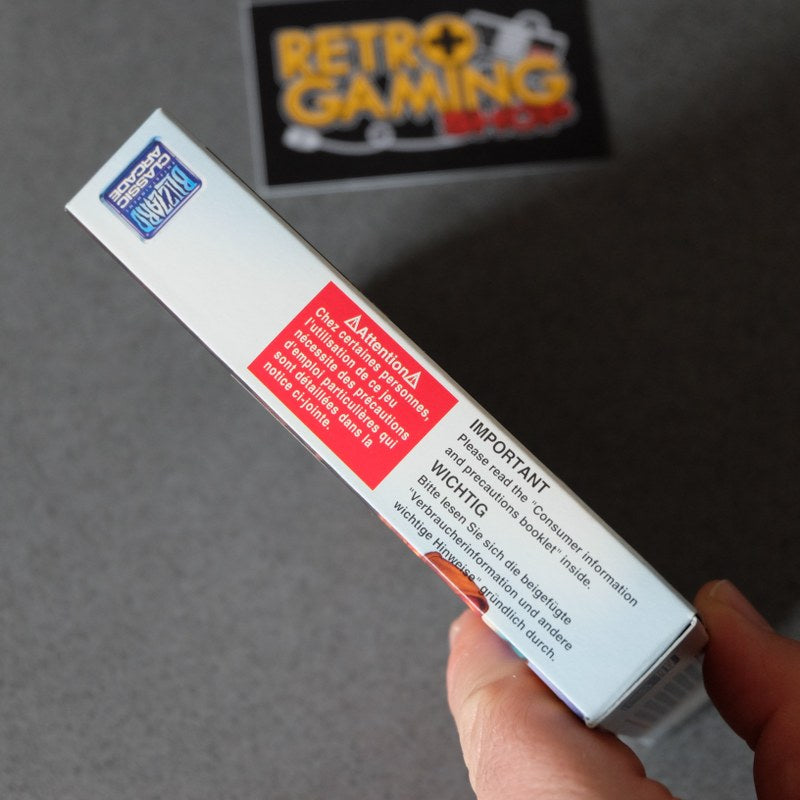 RETRO
GAMING
SHOP
BLIZZARD
CLASSIC
ARCADE
⚠Attention⚠
Chez certaines personnes,
l'utilisation de ce jeu
nécessite des précautions
d'emploi particulières qui
sont détaillées dans la
notice ci-jointe.
IMPORTANT
Please read the "Consumer information
and precautions booklet" inside.
WICHTIG
Bitte lesen Sie sich die beigefügte
"Verbraucherinformation und andere
wichtige Hinweise" gründlich durch.